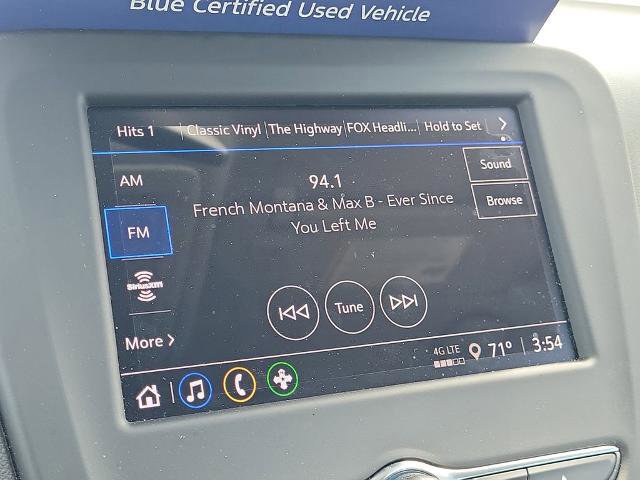 Blue Certified Used Vehicle
Hits 1 Classic Vinyl The Highway FOX Headli... Hold to Set
AM
94.1
Sound
French Montana & Max B - Ever Since
You Left Me
Browse
FM
SiriusXM
Tune
More
4G LTE
71° 3:54